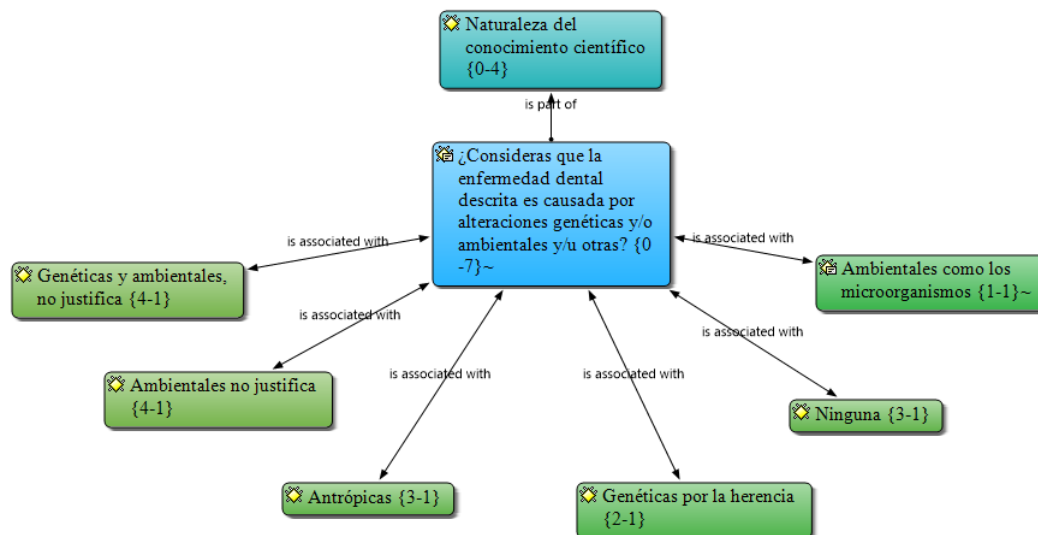 Naturaleza del
conocimiento científico
{0-4}
is part of
¿Consideras que la
enfermedad dental
descrita es causada por
alteraciones genéticas y/o
ambientales y/u otras? {0
-7}~
is associated with
is associated with
Genéticas y ambientales,
no justifica {4-1}
Ambientales como los
microorganismos {1-1}~
is associated with
is associated with
is associated with
is associated with
Ambientales no justifica
{4-1}
Ninguna {3-1}
Antrópicas {3-1}
Genéticas por la herencia
{2-1}